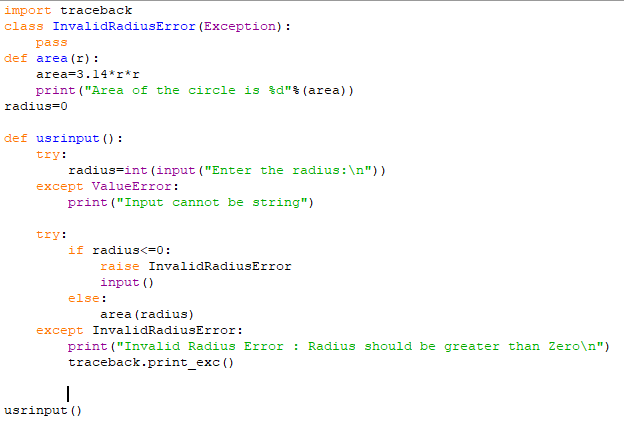 import traceback
class InvalidRadiusError(Exception):
    pass
def area(r):
    area=3.14*r*r
    print("Area of the circle is %d"%(area))
radius=0

def usrinput():
    try:
        radius=int(input("Enter the radius:\n"))
    except ValueError:
        print("Input cannot be string")

    try:
        if radius<=0:
            raise InvalidRadiusError
            input()
        else:
            area(radius)
    except InvalidRadiusError:
        print("Invalid Radius Error : Radius should be greater than Zero\n")
        traceback.print_exc()

usrinput()